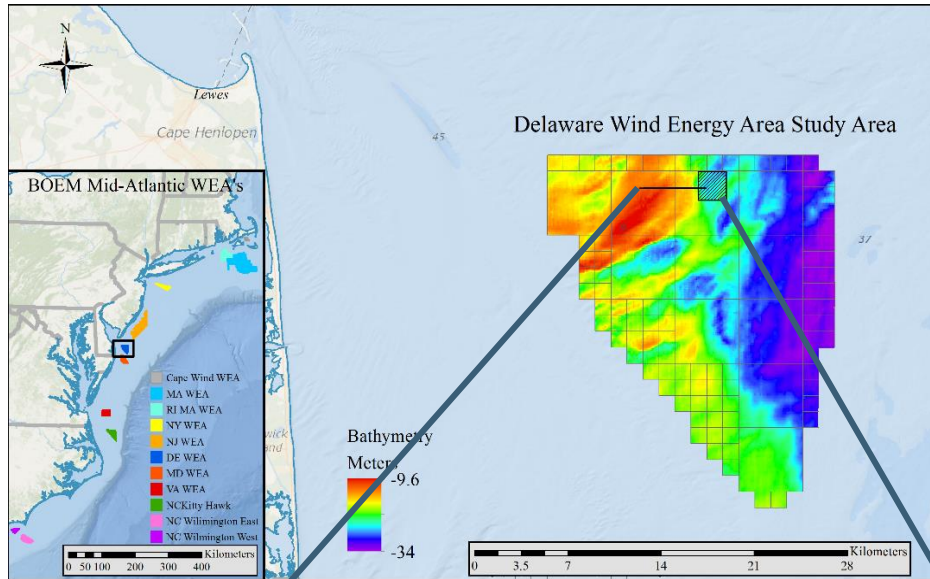 N
Lewes
Cape Henlopen
45
Delaware Wind Energy Area Study Area
37
BOEM Mid-Atlantic WEA's
Cape Wind WEA
MA WEA
RI MA WEA
NY WEA
NJ WEA
DE WEA
MD WEA
VA WEA
NCKitty Hawk
NC Wilmington East
NC Wilmington West
Kilometers
0 50 100 200 300 400
Bathymetry
Meters
-9.6
-34
Kilometers
0 3.5 7 14 21 28